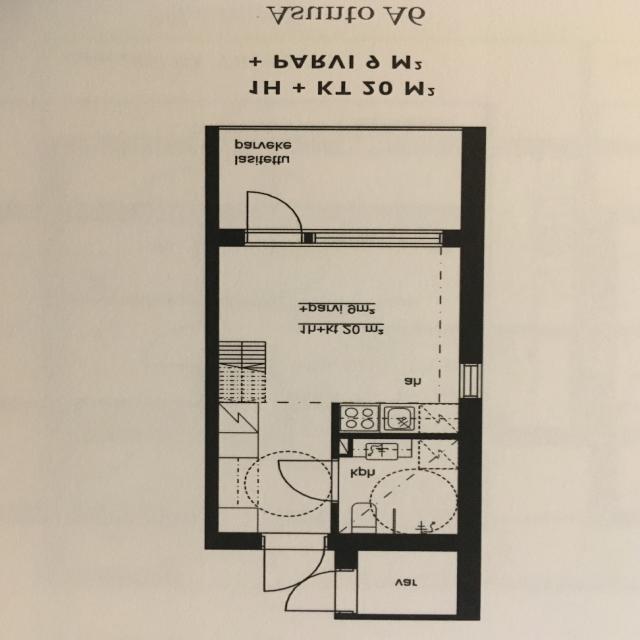 var
kph
ah
1h+kt 20 m²
+parvi 9m²
lasitettu
parveke
1H + KT 20 M²
+ PARVI 9 M²
Asunto A6